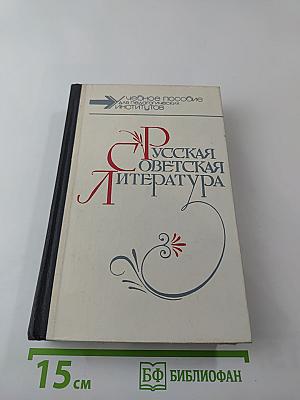 Учебное пособие
для педагогических
институтов
Русская
Советская
Литература
15 см
БФ БИБЛИОФАН